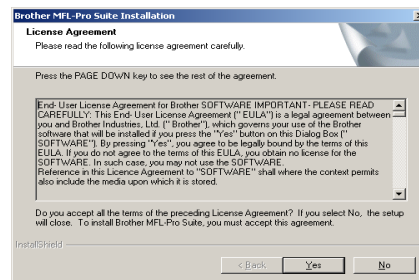 Brother MFL-Pro Suite Installation
License Agreement
Please read the following license agreement carefully.
Press the PAGE DOWN key to see the rest of the agreement.
End- User License Agreement for Brother SOFTWARE IMPORTANT- PLEASE READ
CAREFULLY: This End-User License Agreement (" EULA") is a legal agreement between
you and Brother Industries, Ltd. (" Brother"), which governs your use of the Brother
software that will be installed if you press the "Yes" button on this Dialog Box ("
SOFTWARE"). By pressing "Yes", you agree to be legally bound by the terms of this
EULA. If you do not agree to the terms of this EULA, you obtain no license for the
SOFTWARE. In such case, you may not use the SOFTWARE.
Reference in this Licence Agreement to "SOFTWARE" shall where the context permits
also include the media upon which it is stored.
Do you accept all the terms of the preceding License Agreement? If you select No, the setup
will close. To install Brother MFL-Pro Suite, you must accept this agreement.
InstallShield
< Back Yes No